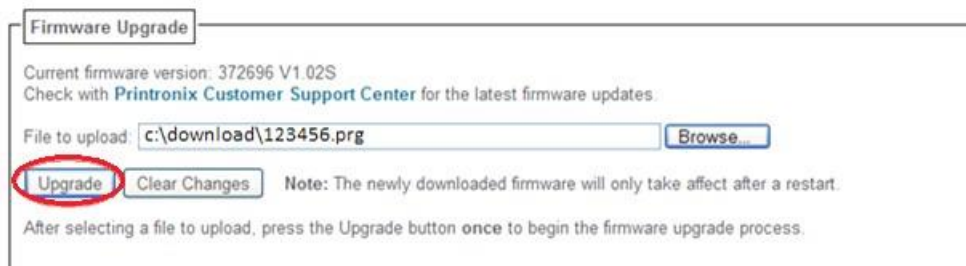 Firmware Upgrade
Current firmware version: 372696 V1.02S
Check with Printronix Customer Support Center for the latest firmware updates.
File to upload: c:\download\123456.prg Browse...
Upgrade Clear Changes Note: The newly downloaded firmware will only take affect after a restart.
After selecting a file to upload, press the Upgrade button once to begin the firmware upgrade process.